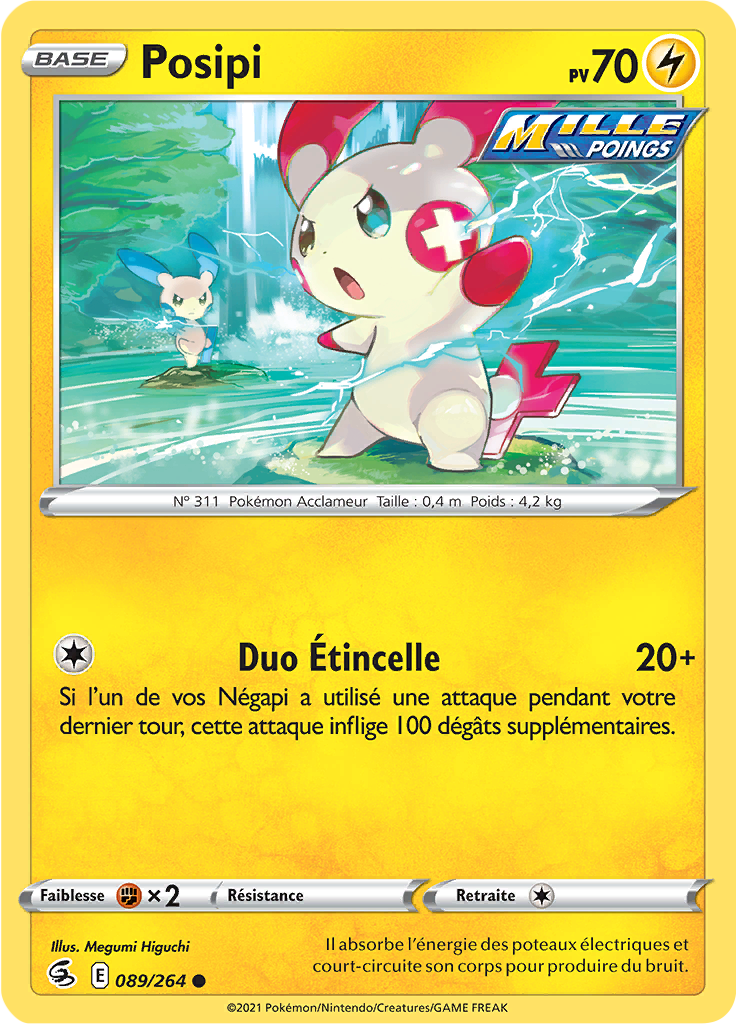 BASE
Posipi
PV70
MILLE
POINGS
N° 311 Pokémon Acclameur Taille : 0,4 m Poids : 4,2 kg
Duo Étincelle 20+
Si l'un de vos Négapi a utilisé une attaque pendant votre
dernier tour, cette attaque inflige 100 dégâts supplémentaires.
Faiblesse ×2 Résistance Retraite
Illus. Megumi Higuchi
Il absorbe l'énergie des poteaux électriques et
court-circuite son corps pour produire du bruit.
E 089/264
©2021 Pokémon/Nintendo/Creatures/GAME FREAK